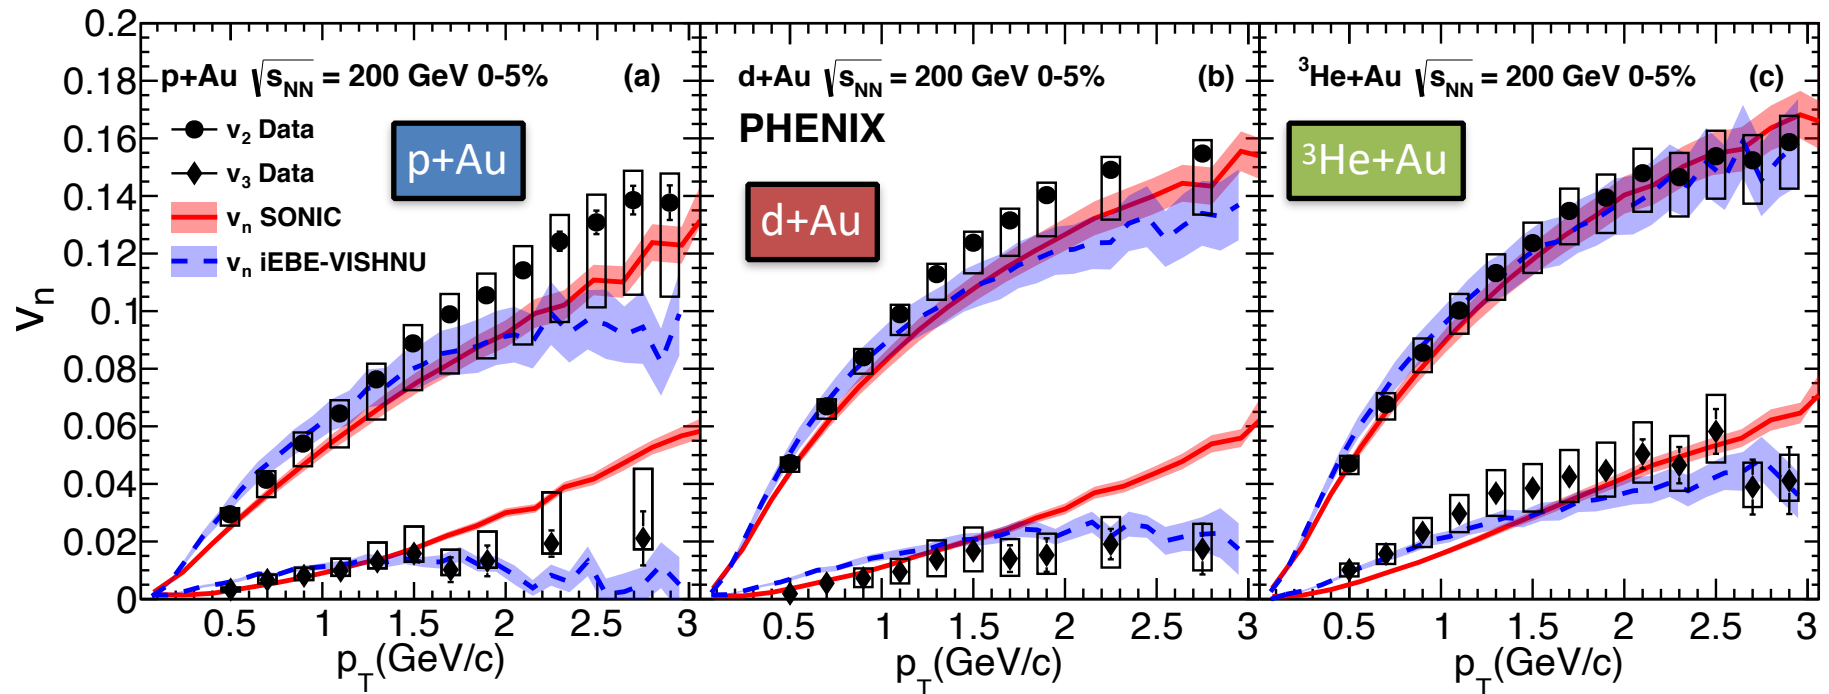 p+Au √s_NN = 200 GeV 0-5% (a)
v_2 Data
v_3 Data
v_n SONIC
v_n iEBE-VISHNU
p+Au
d+Au √s_NN = 200 GeV 0-5% (b)
PHENIX
d+Au
³He+Au √s_NN = 200 GeV 0-5% (c)
³He+Au
v_n
0.2
0.18
0.16
0.14
0.12
0.1
0.08
0.06
0.04
0.02
0
0.5 1 1.5 2 2.5 3
p_T(GeV/c)
0.5 1 1.5 2 2.5 3
p_T(GeV/c)
0.5 1 1.5 2 2.5 3
p_T(GeV/c)